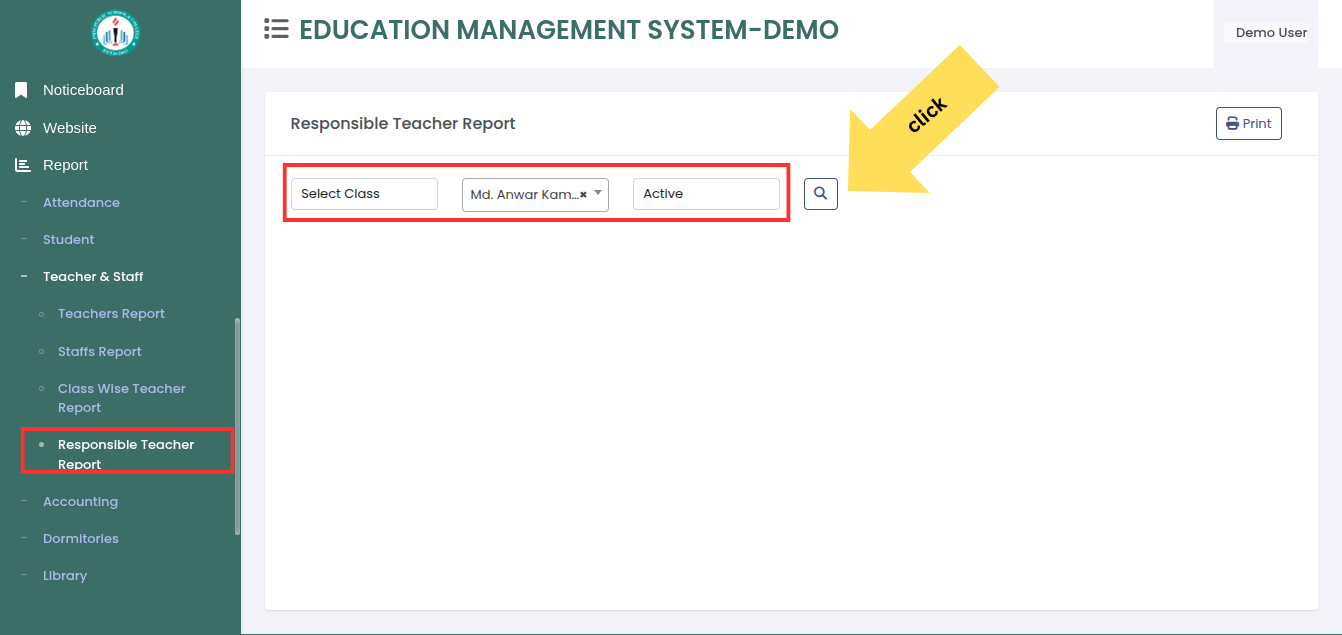 EDUCATION MANAGEMENT SYSTEM-DEMO
Demo User
Noticeboard
Website
Report
Attendance
Student
Teacher & Staff
Teachers Report
Staffs Report
Class Wise Teacher
Report
Responsible Teacher
Report
Accounting
Dormitories
Library
Responsible Teacher Report
Print
click
Select Class
Md. Anwar Kam...×
Active